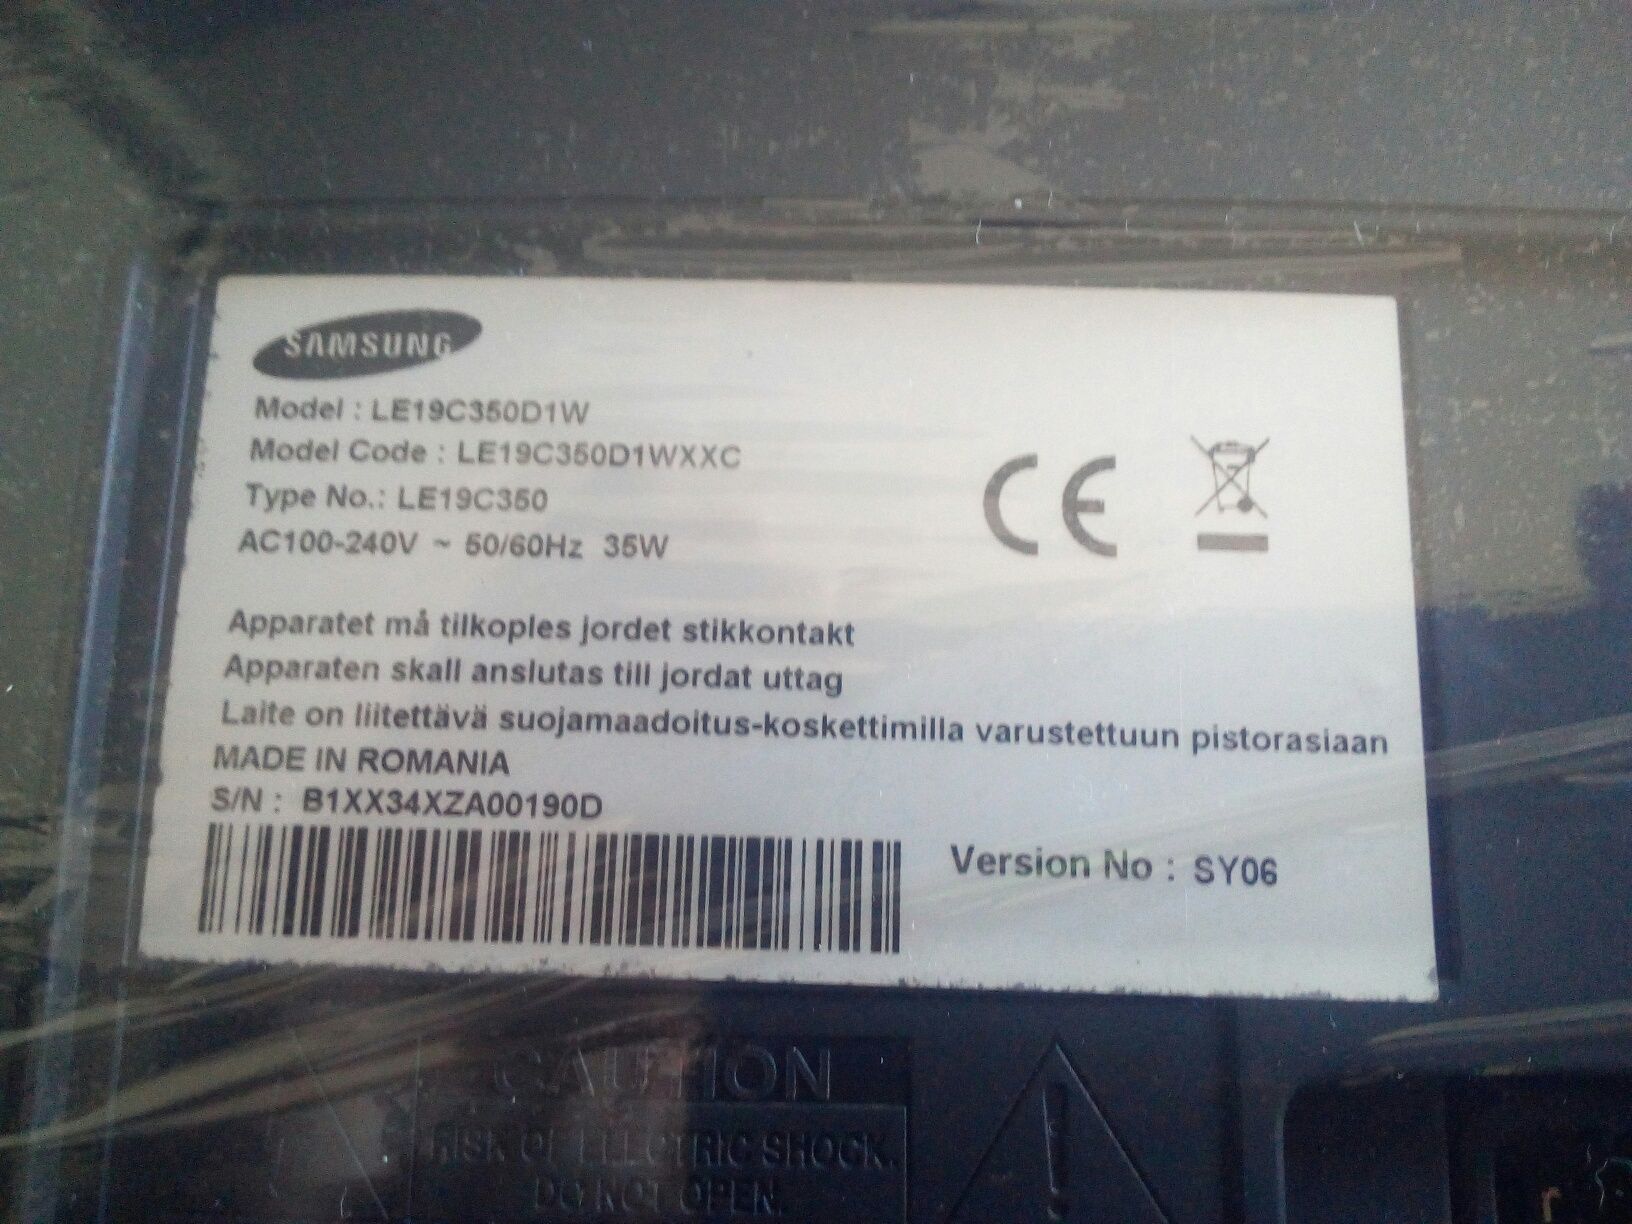 SAMSUNG
Model : LE19C350D1W
Model Code : LE19C350D1WXXC
Type No.: LE19C350
AC100-240V ~ 50/60Hz 35W
CE
Apparatet må tilkoples jordet stikkontakt
Apparaten skall anslutas till jordat uttag
Laite on liitettävä suojamaadoitus-koskettimilla varustettuun pistorasiaan
MADE IN ROMANIA
S/N : B1XX34XZA00190D
Version No : SY06
CAUTION
RISK OF ELECTRIC SHOCK.
DO NOT OPEN.